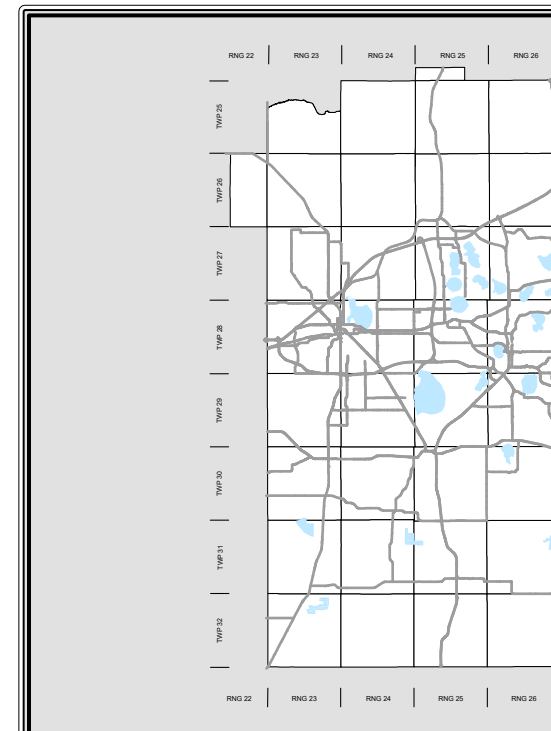 RNG 22 RNG 23 RNG 24 RNG 25 RNG 26
TWP 25
TWP 26
TWP 27
TWP 28
TWP 29
TWP 30
TWP 31
TWP 32
RNG 22 RNG 23 RNG 24 RNG 25 RNG 26